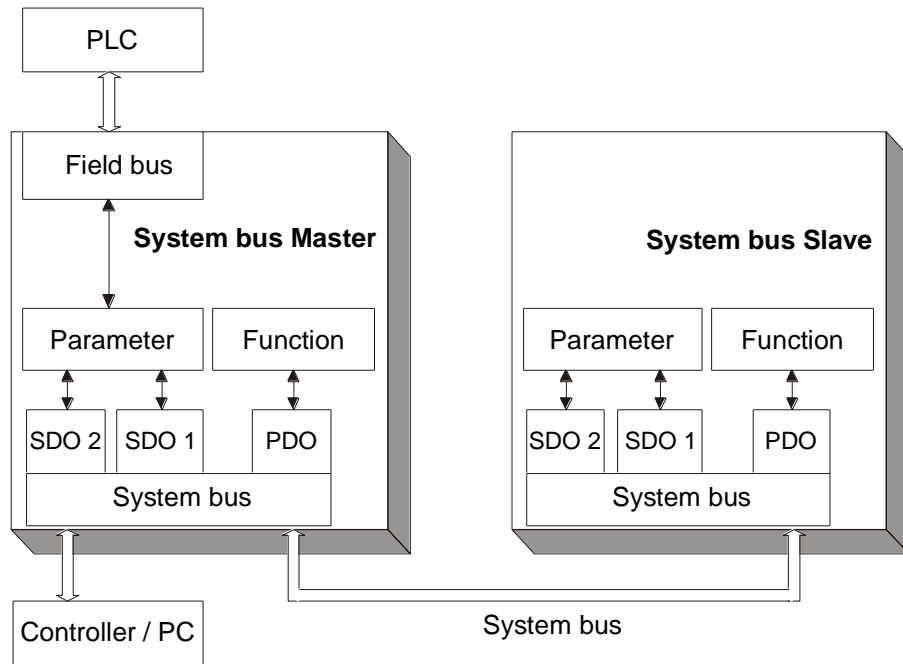 PLC
Field bus
System bus Master
System bus Slave
Parameter
Function
Parameter
Function
SDO 2
SDO 1
PDO
SDO 2
SDO 1
PDO
System bus
System bus
Controller / PC
System bus